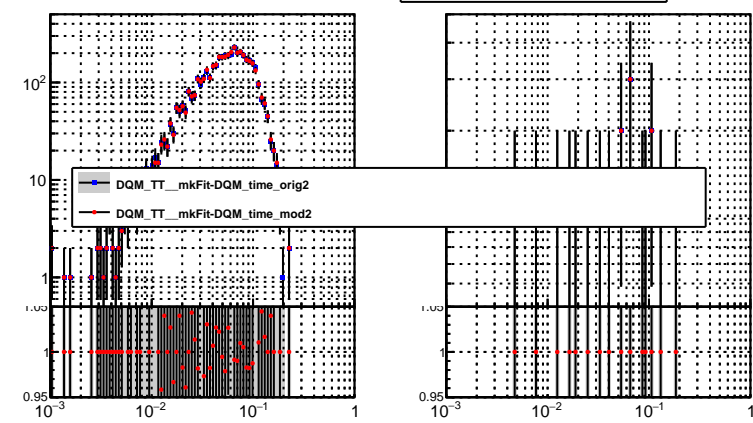 10²
10
DQM_TT__mkFit-DQM_time_orig2
DQM_TT__mkFit-DQM_time_mod2
1
1.05 1.05
1 1
0.95 0.95
10⁻³ 10⁻² 10⁻¹ 1 10⁻³ 10⁻² 10⁻¹ 1